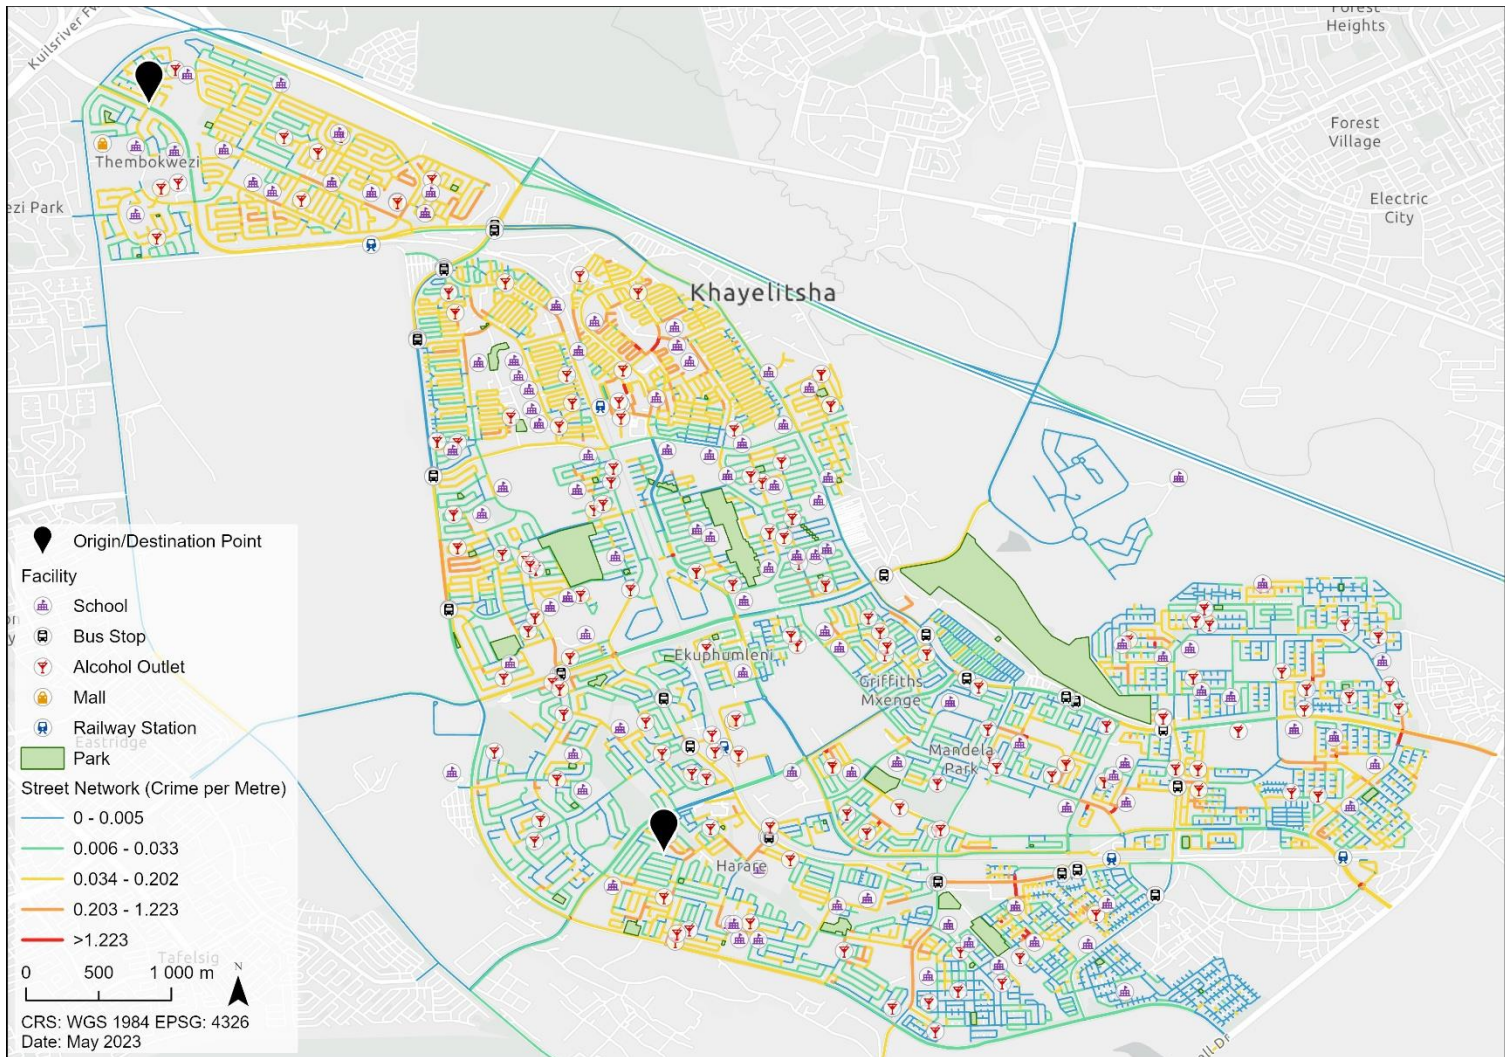 Kuilsriver Fw
Forest
Heights
Forest
Village
Thembokwezi
Electric
City
ezi Park
Khayelitsha
Origin/Destination Point
Facility
School
Bus Stop
Alcohol Outlet
Mall
Railway Station
Park
Eastridge
Street Network (Crime per Metre)
0 - 0.005
0.006 - 0.033
0.034 - 0.202
0.203 - 1.223
>1.223
Tafelsig
0 500 1 000 m
N
CRS: WGS 1984 EPSG: 4326
Date: May 2023
Ekuphumleni
Griffiths
Mxenge
Mandela
Park
Harare
all-Dr